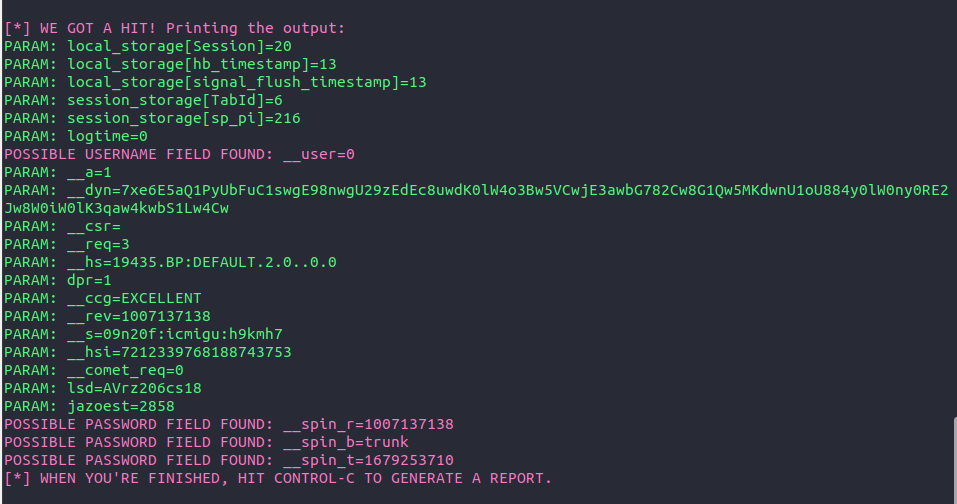 [*] WE GOT A HIT! Printing the output:
PARAM: local_storage[Session]=20
PARAM: local_storage[hb_timestamp]=13
PARAM: local_storage[signal_flush_timestamp]=13
PARAM: session_storage[TabId]=6
PARAM: session_storage[sp_pi]=216
PARAM: logtime=0
POSSIBLE USERNAME FIELD FOUND: __user=0
PARAM: __a=1
PARAM: __dyn=7xe6E5aQ1PyUbFuC1swgE98nwgU29zEdEc8uwdK0lW4o3Bw5VCwjE3awbG782Cw8G1Qw5MKdwnU1oU884y0lW0ny0RE2
Jw8W0iW0lK3qaw4kwbS1Lw4Cw
PARAM: __csr=
PARAM: __req=3
PARAM: __hs=19435.BP:DEFAULT.2.0..0.0
PARAM: dpr=1
PARAM: __ccg=EXCELLENT
PARAM: __rev=1007137138
PARAM: __s=09n20f:icmigu:h9kmh7
PARAM: __hsi=7212339768188743753
PARAM: __comet_req=0
PARAM: lsd=AVrz206cs18
PARAM: jazoest=2858
POSSIBLE PASSWORD FIELD FOUND: __spin_r=1007137138
POSSIBLE PASSWORD FIELD FOUND: __spin_b=trunk
POSSIBLE PASSWORD FIELD FOUND: __spin_t=1679253710
[*] WHEN YOU'RE FINISHED, HIT CONTROL-C TO GENERATE A REPORT.